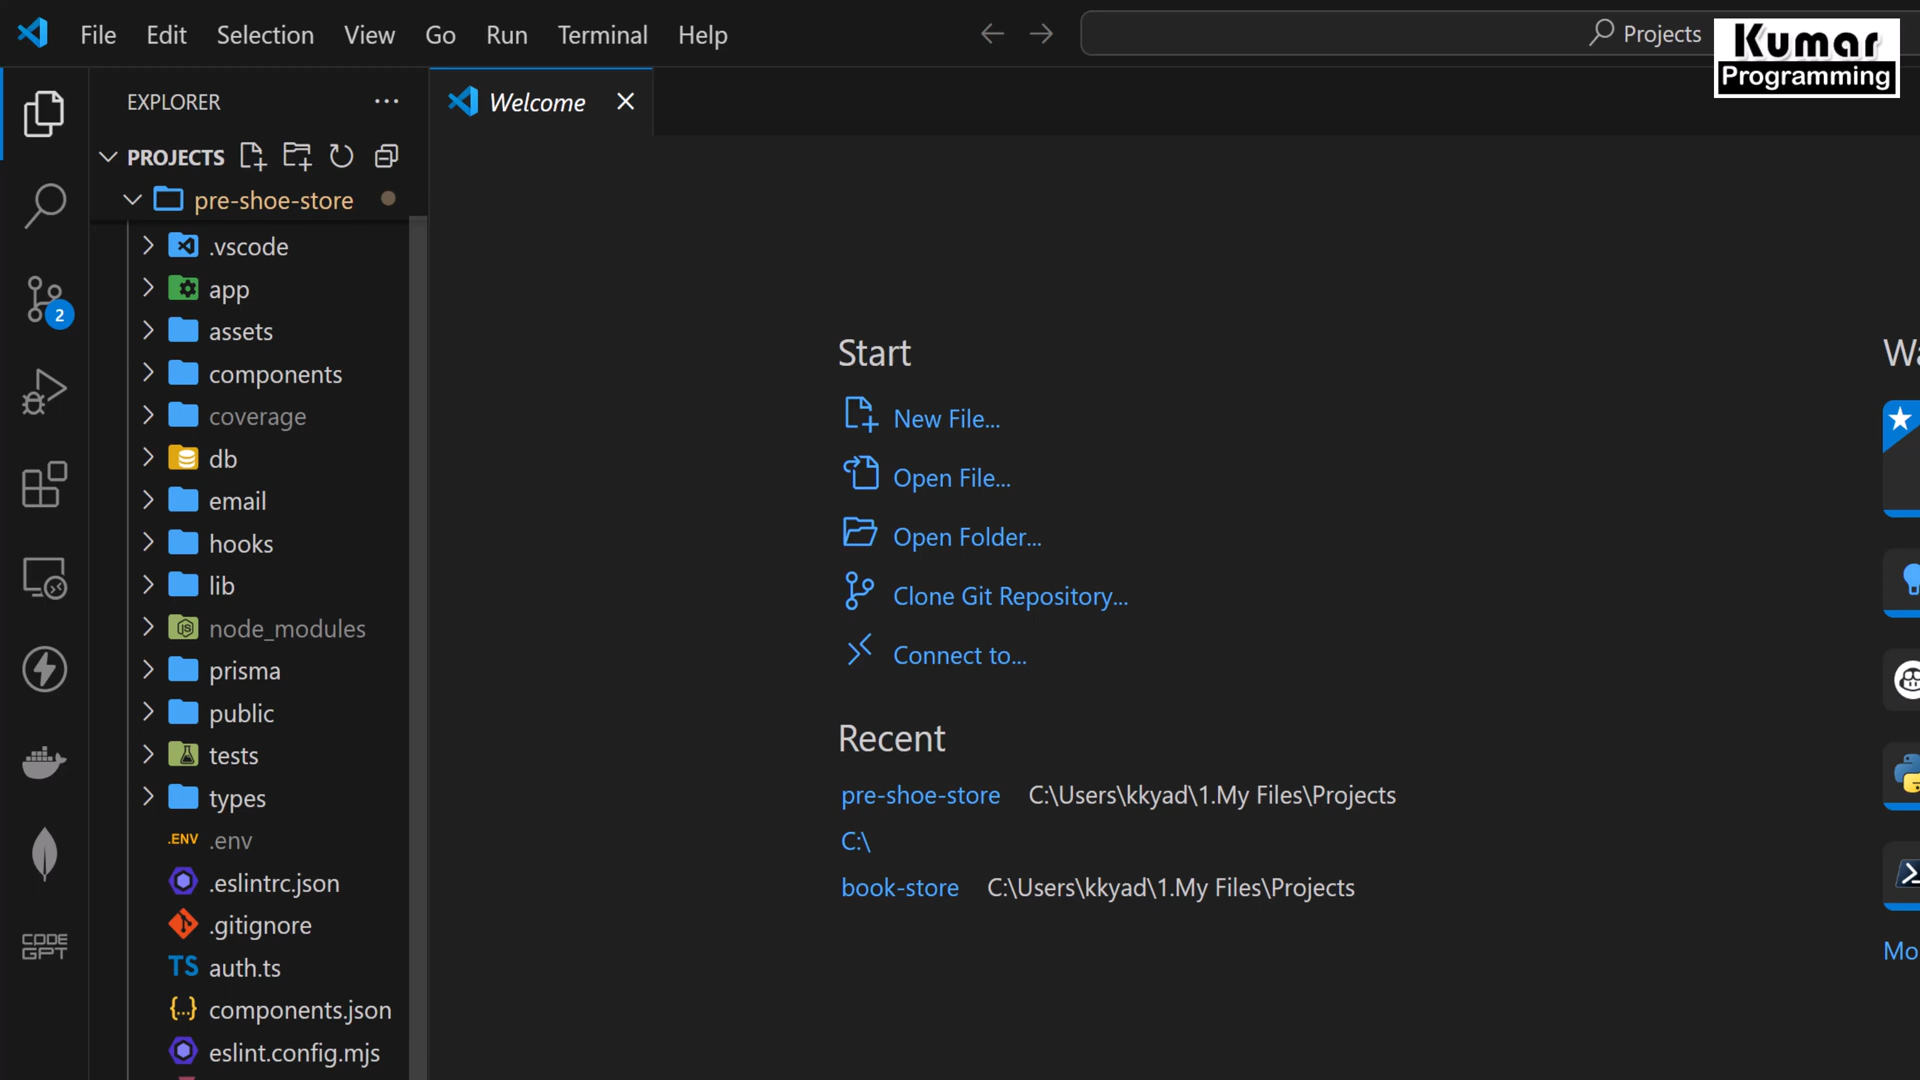 File Edit Selection View Go Run Terminal Help
Projects
Kumar
Programming
EXPLORER
Welcome
PROJECTS
pre-shoe-store
.vscode
app
assets
components
coverage
db
email
hooks
lib
node_modules
prisma
public
tests
types
.ENV .env
.eslintrc.json
.gitignore
TS auth.ts
{..} components.json
eslint.config.mjs
2
CODE
GPT
Start
New File...
Open File...
Open Folder...
Clone Git Repository...
Connect to...
Recent
pre-shoe-store C:\Users\kkyad\1.My Files\Projects
C:\
book-store C:\Users\kkyad\1.My Files\Projects
Wa
Mo